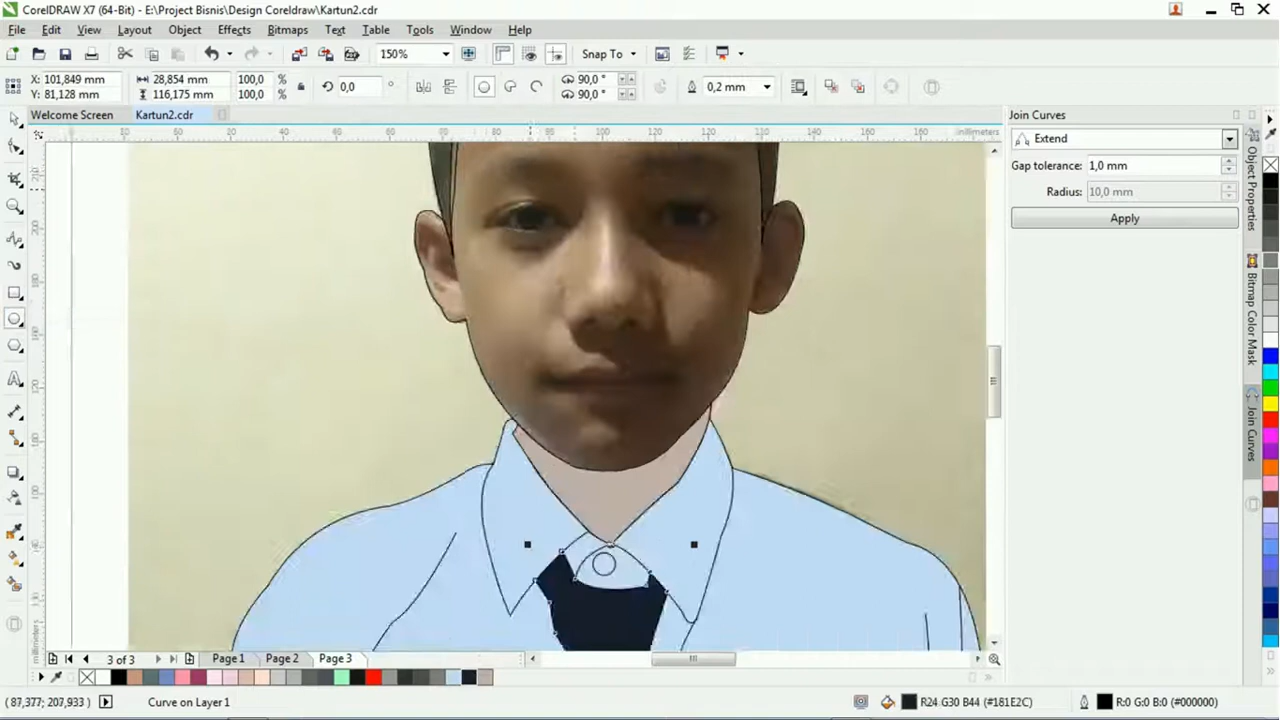 CorelDRAW X7 (64-Bit) - E:\Project Bisnis\Design Coreldraw\Kartun2.cdr
File Edit View Layout Object Effects Bitmaps Text Table Tools Window Help
150% Snap To
X: 101,849 mm 28,854 mm 100,0 % 0,0 ° 90,0 ° 0,2 mm
Y: 81,128 mm 116,175 mm 100,0 % 90,0 °
Welcome Screen Kartun2.cdr
Join Curves
Extend
Gap tolerance: 1,0 mm
Radius: 10,0 mm
Apply
millimeters
Object Properties
Bitmap Color Mask
Join Curves
3 of 3 Page 1 Page 2 Page 3
(87,377; 207,933 ) Curve on Layer 1 R:24 G:30 B:44 (#181E2C) R:0 G:0 B:0 (#000000)